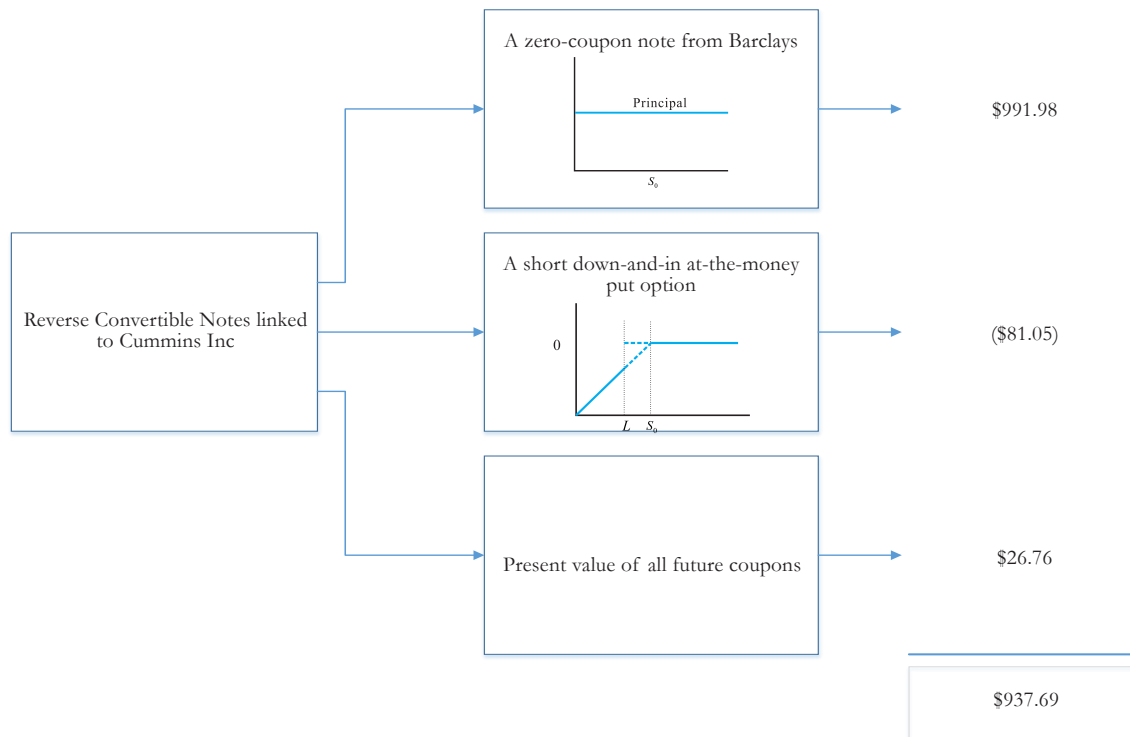 A zero-coupon note from Barclays
Principal
S₀
$991.98
Reverse Convertible Notes linked
to Cummins Inc
A short down-and-in at-the-money
put option
0
L S₀
($81.05)
Present value of all future coupons
$26.76
$937.69